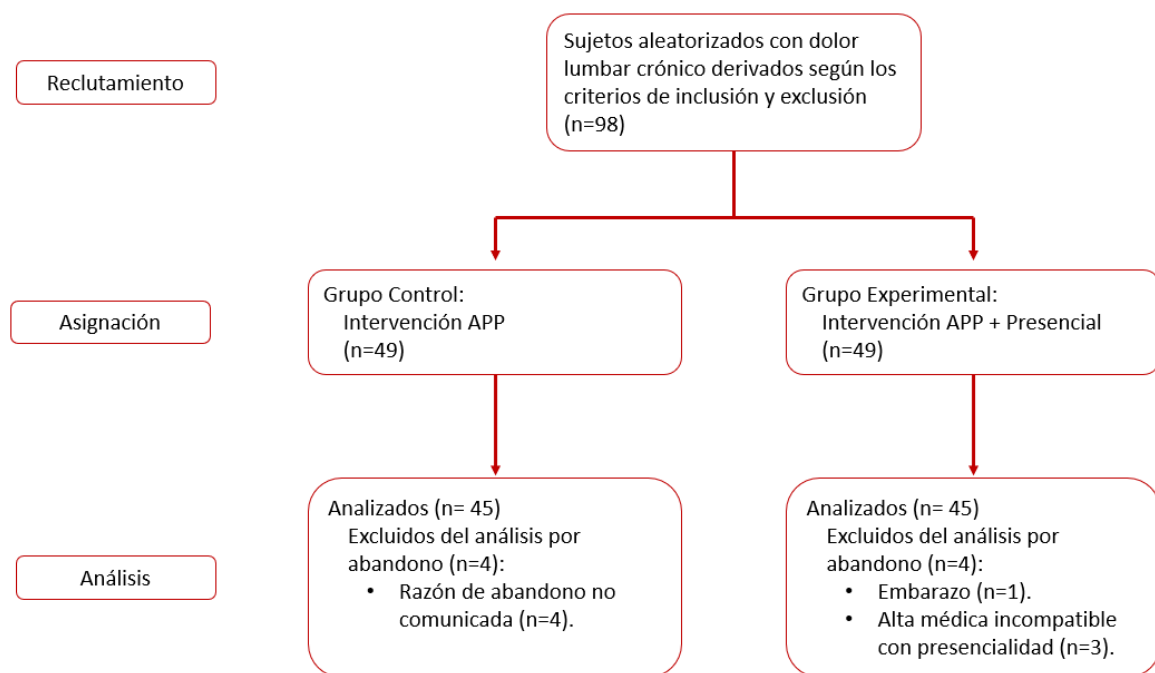 Reclutamiento
Sujetos aleatorizados con dolor
lumbar crónico derivados según los
criterios de inclusión y exclusión
(n=98)
Asignación
Grupo Control:
Intervención APP
(n=49)
Grupo Experimental:
Intervención APP + Presencial
(n=49)
Análisis
Analizados (n= 45)
Excluidos del análisis por
abandono (n=4):
• Razón de abandono no
comunicada (n=4).
Analizados (n= 45)
Excluidos del análisis por
abandono (n=4):
• Embarazo (n=1).
• Alta médica incompatible
con presencialidad (n=3).